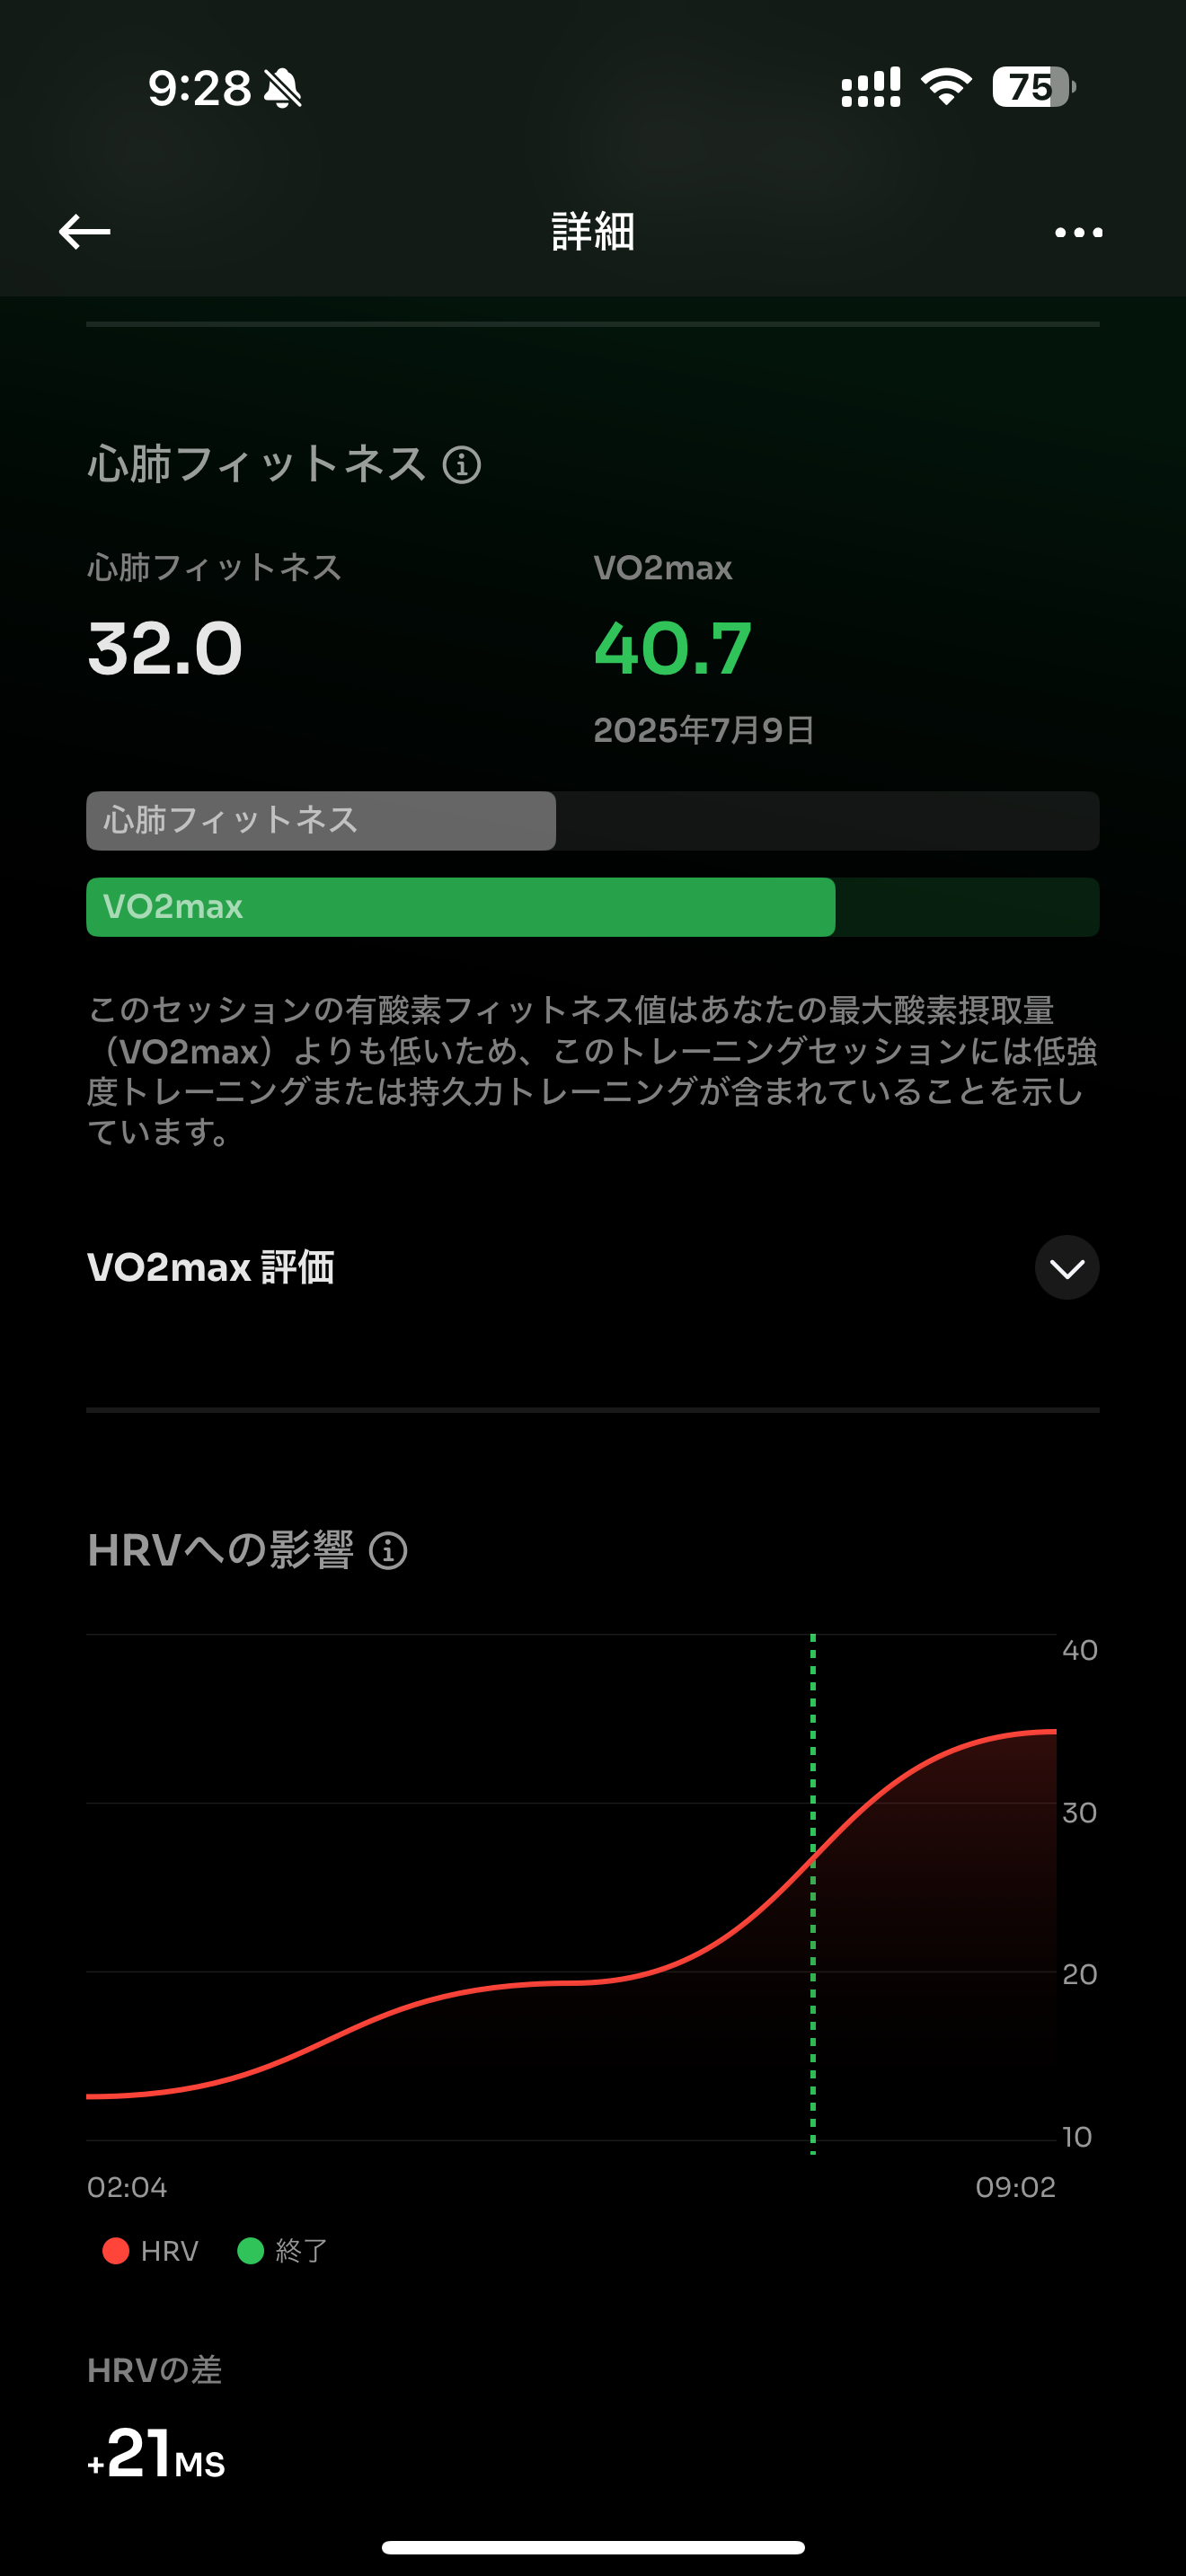 9:28
75
詳細
心肺フィットネス
心肺フィットネス
VO2max
32.0
40.7
2025年7月9日
心肺フィットネス
VO2max
このセッションの有酸素フィットネス値はあなたの最大酸素摂取量
（VO2max）よりも低いため、このトレーニングセッションには低強
度トレーニングまたは持久力トレーニングが含まれていることを示し
ています。
VO2max 評価
HRVへの影響
40
30
20
10
02:04
09:02
HRV
終了
HRVの差
+21MS